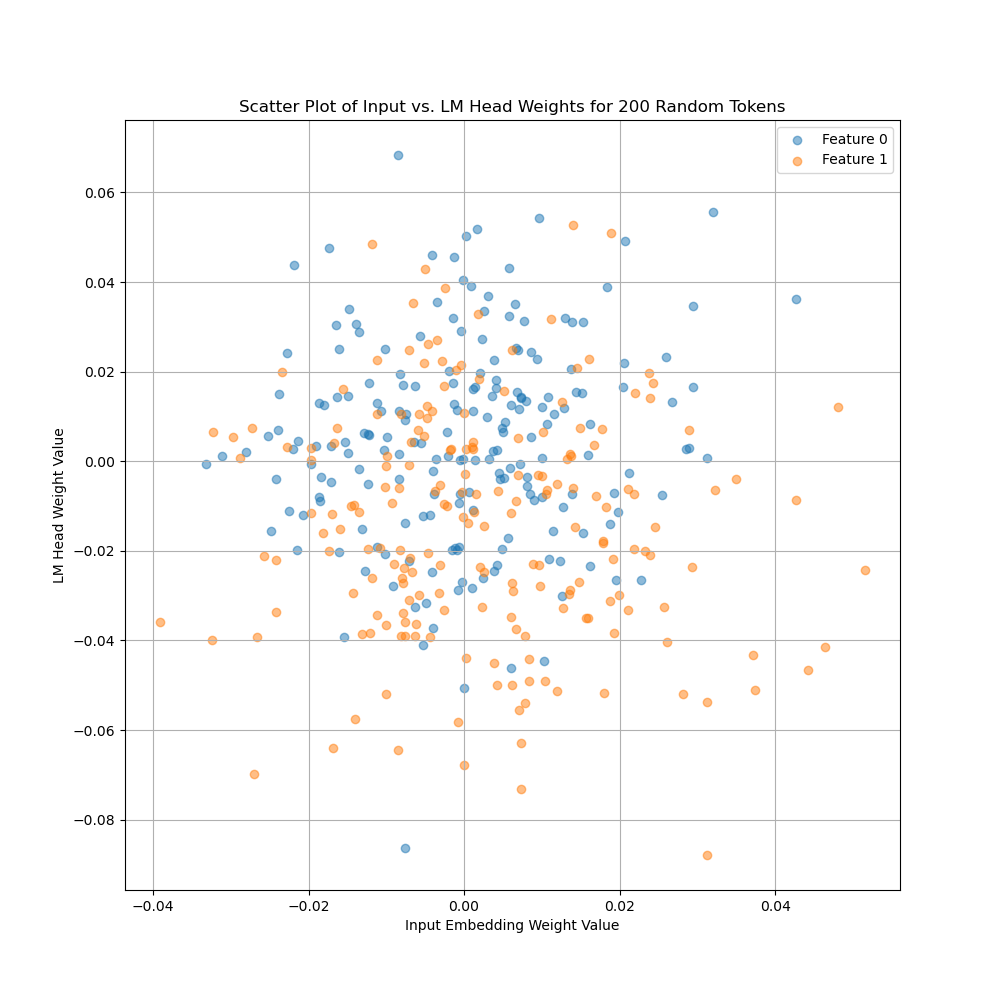 Scatter Plot of Input vs. LM Head Weights for 200 Random Tokens
Feature 0
Feature 1
0.06
0.04
0.02
0.00
−0.02
−0.04
−0.06
−0.08
LM Head Weight Value
−0.04
−0.02
0.00
0.02
0.04
Input Embedding Weight Value